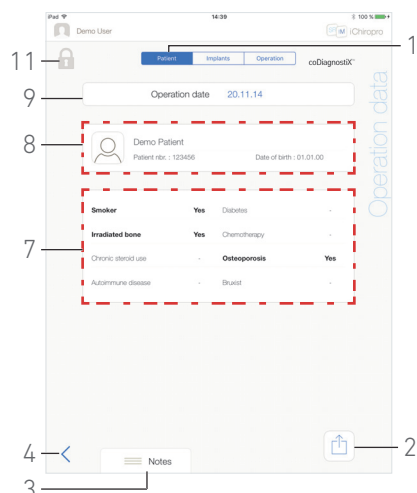 iPad 14:39 100 %
Demo User iM iChiropro
11 1
Patient Implants Operation coDiagnostiX™
9 Operation date 20.11.14
Operation data
8 Demo Patient
Patient nbr. : 123456 Date of birth : 01.01.00
Smoker Yes Diabetes -
Irradiated bone Yes Chemotherapy -
7
Chronic steroid use - Osteoporosis Yes
Autoimmune disease - Bruxist -
4 2
Notes
3